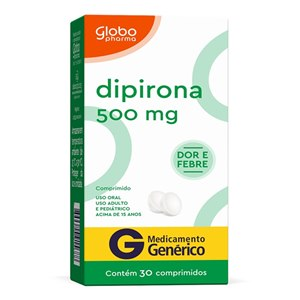 Globo
pharma
dipirona
500 mg
DOR E
FEBRE
Comprimido
USO ORAL
USO ADULTO
E PEDIÁTRICO
ACIMA DE 15 ANOS
G Medicamento
Genérico
Contém 30 comprimidos